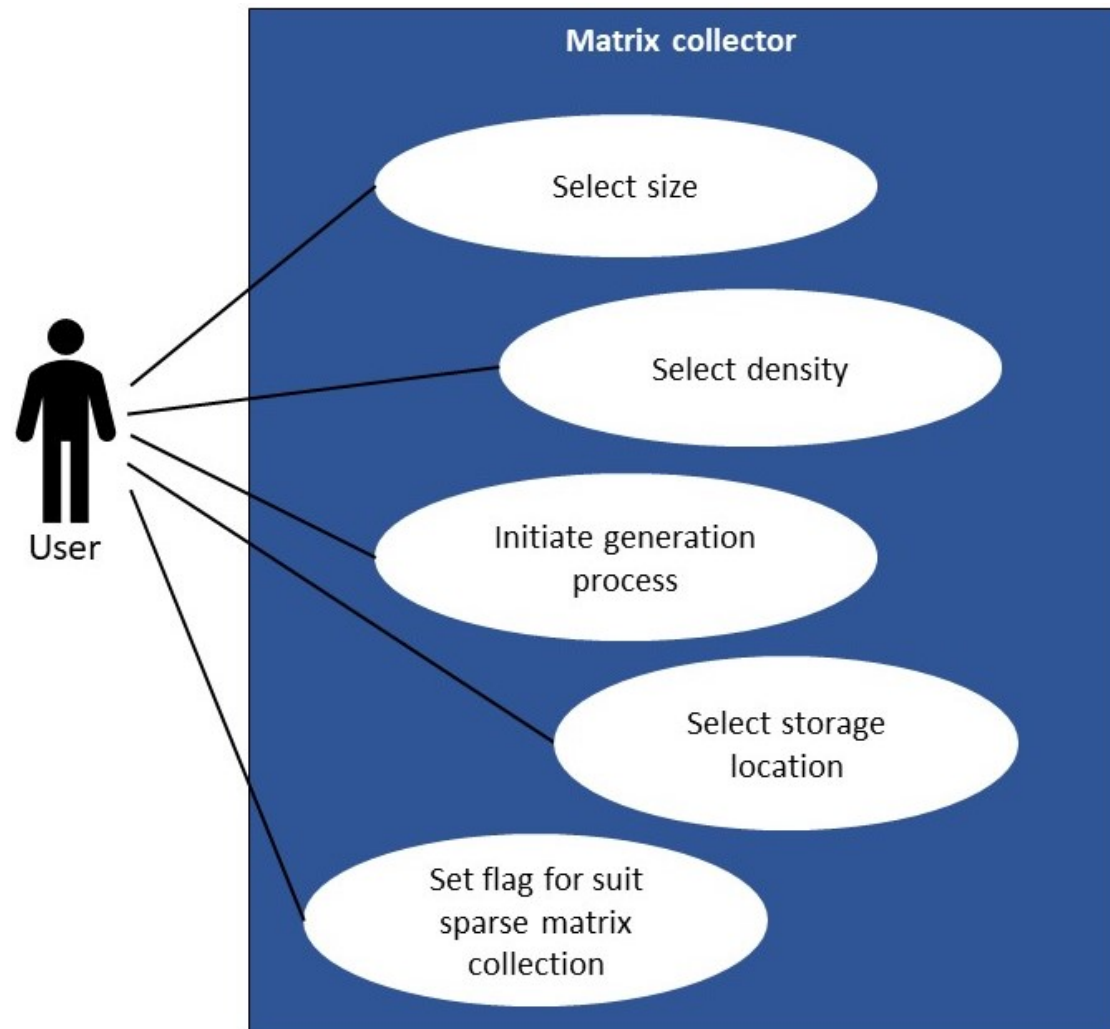 Matrix collector
Select size
Select density
User
Initiate generation
process
Select storage
location
Set flag for suit
sparse matrix
collection